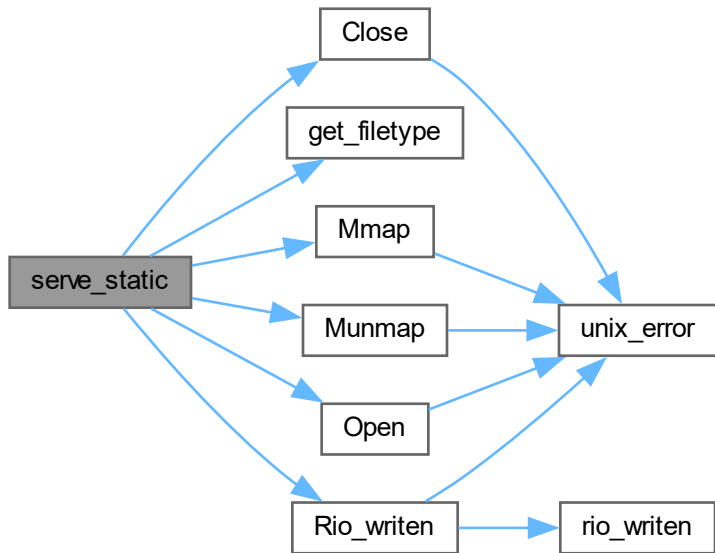 Close
get_filetype
Mmap
serve_static
Munmap
unix_error
Open
Rio_writen
rio_writen